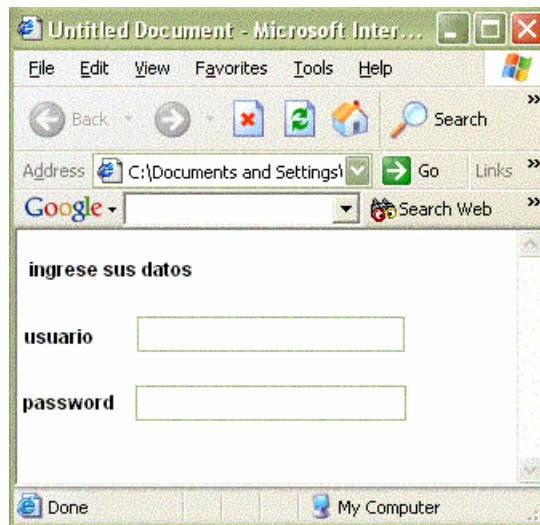 Untitled Document - Microsoft Inter...
File Edit View Favorites Tools Help
Back Search »
Address C:\Documents and Settings\ Go Links »
Google Search Web »
ingrese sus datos
usuario
password
Done My Computer